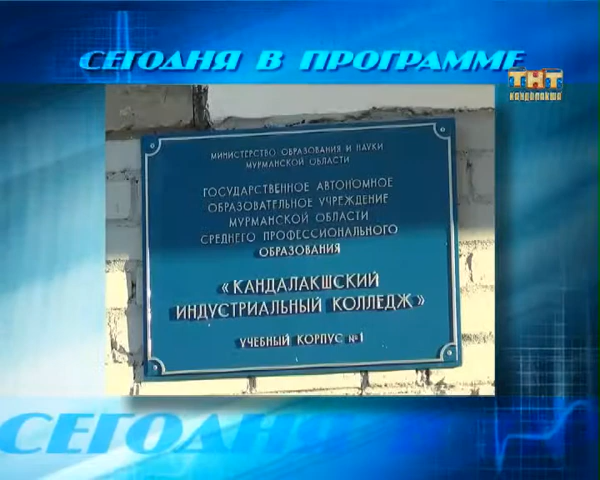 СЕГОДНЯ В ПРОГРАММЕ
ТНТ
КАНДАЛАКША
МИНИСТЕРСТВО ОБРАЗОВАНИЯ И НАУКИ
МУРМАНСКОЙ ОБЛАСТИ
ГОСУДАРСТВЕННОЕ АВТОНОМНОЕ
ОБРАЗОВАТЕЛЬНОЕ УЧРЕЖДЕНИЕ
МУРМАНСКОЙ ОБЛАСТИ
СРЕДНЕГО ПРОФЕССИОНАЛЬНОГО
ОБРАЗОВАНИЯ
«КАНДАЛАКШСКИЙ
ИНДУСТРИАЛЬНЫЙ КОЛЛЕДЖ»
УЧЕБНЫЙ КОРПУС №1
СЕГОДНЯ В